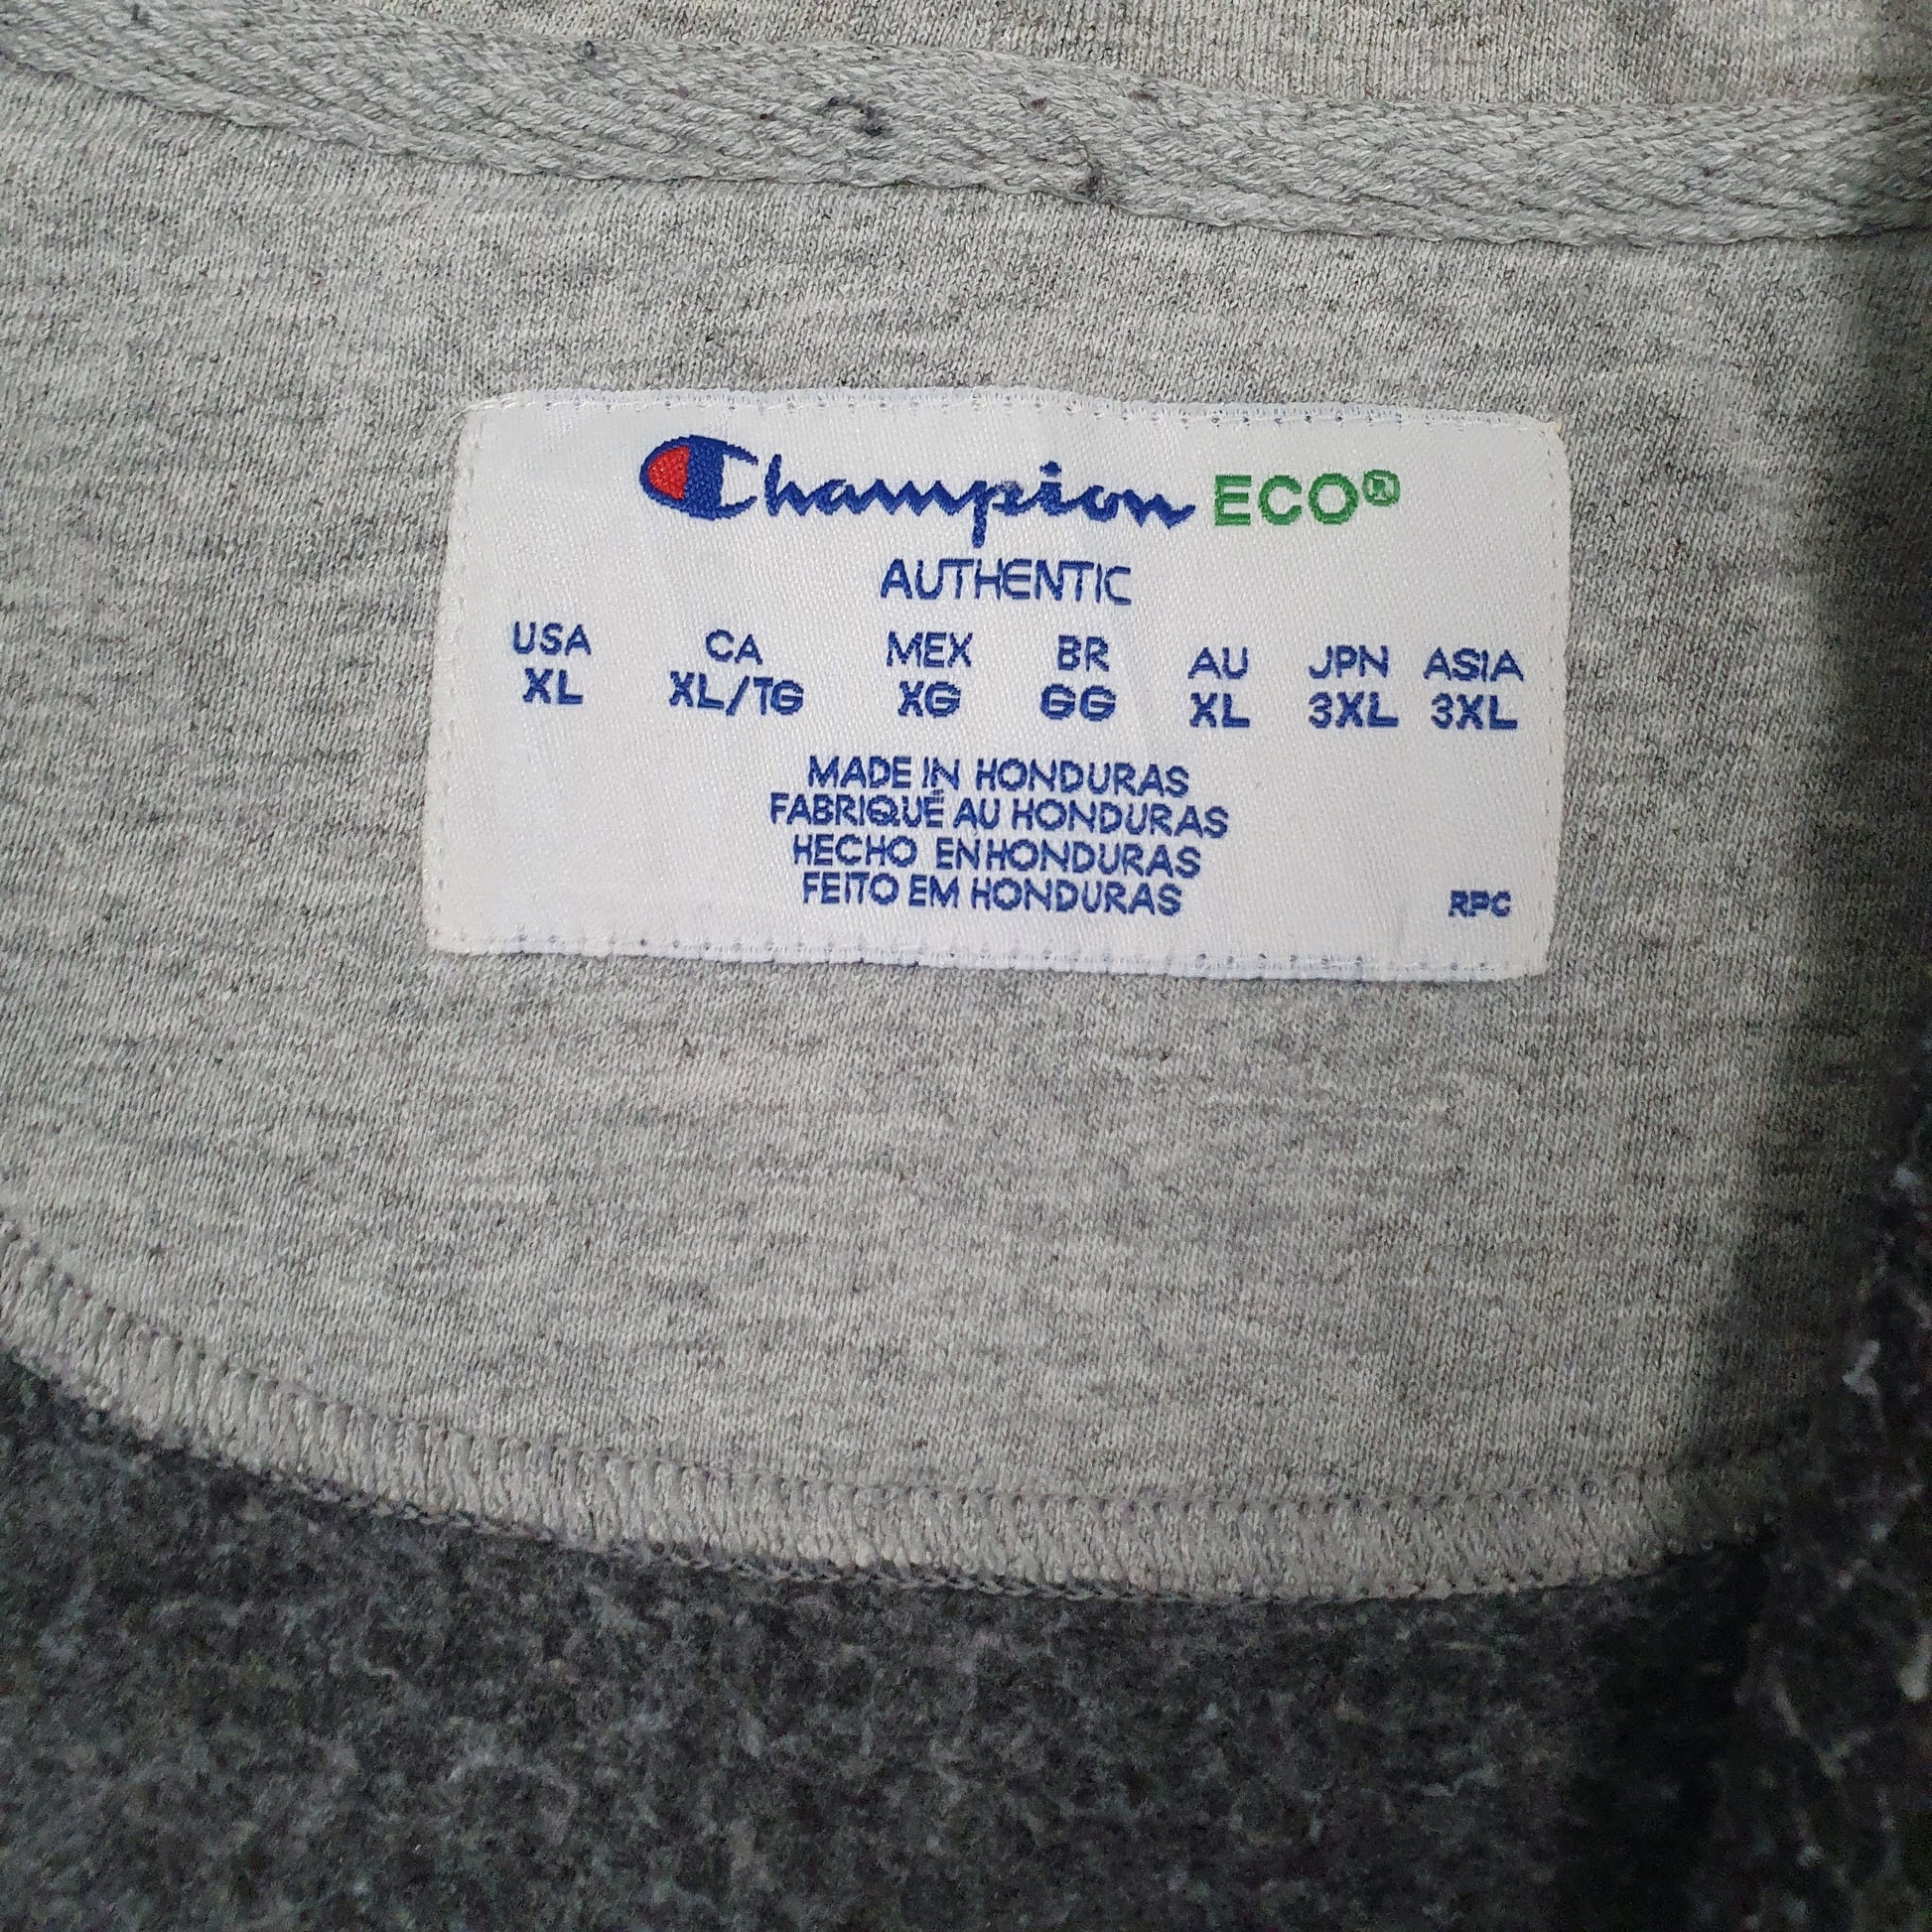 Champion ECO®
AUTHENTIC
USA CA MEX BR AU JPN ASIA
XL XL/TG XG GG XL 3XL 3XL
MADE IN HONDURAS
FABRIQUÉ AU HONDURAS
HECHO EN HONDURAS
FEITO EM HONDURAS
RPC